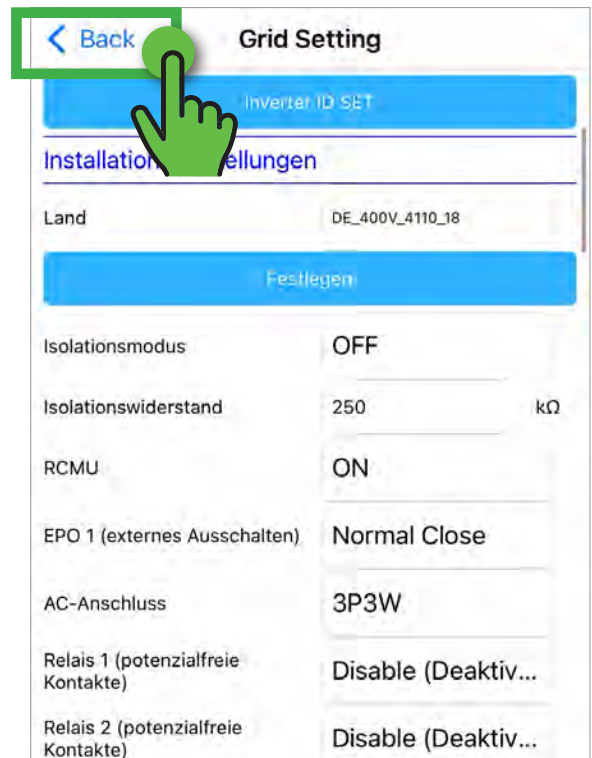 Back Grid Setting
Inverter ID SET
Installation ellungen
Land DE_400V_4110_18
Festlegen
Isolationsmodus OFF
Isolationswiderstand 250 kΩ
RCMU ON
EPO 1 (externes Ausschalten) Normal Close
AC-Anschluss 3P3W
Relais 1 (potenzialfreie
Kontakte) Disable (Deaktiv...
Relais 2 (potenzialfreie
Kontakte) Disable (Deaktiv...